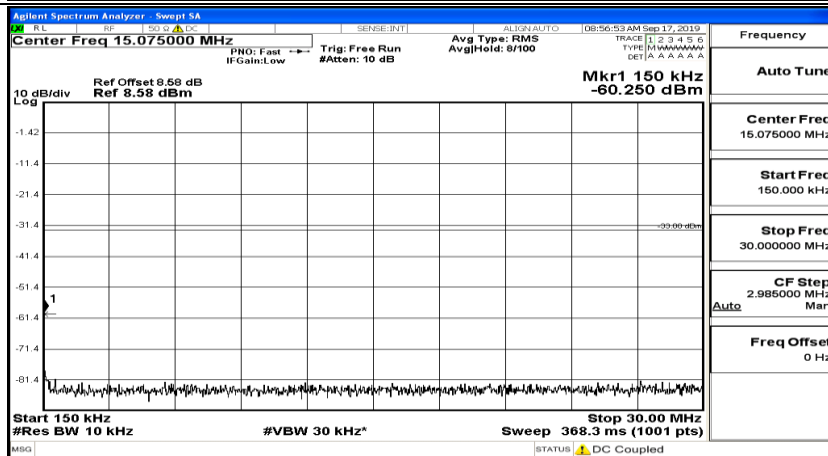 Agilent Spectrum Analyzer - Swept SA
LXI RL RF 50 Ω DC SENSE:INT ALIGN AUTO 08:56:53 AM Sep 17, 2019
Center Freq 15.075000 MHz
PNO: Fast
IFGain:Low
Trig: Free Run
#Atten: 10 dB
Avg Type: RMS
Avg|Hold: 8/100
TRACE 1 2 3 4 5 6
TYPE M WWWWW
DET A A A A A A
Frequency
Auto Tune
Ref Offset 8.58 dB
10 dB/div Ref 8.58 dBm
Log
Mkr1 150 kHz
-60.250 dBm
-1.42
-11.4
-21.4
-31.4
-33.00 dBm
-41.4
-51.4
1
-61.4
-71.4
-81.4
Center Freq
15.075000 MHz
Start Freq
150.000 kHz
Stop Freq
30.000000 MHz
CF Step
2.985000 MHz
Auto Man
Freq Offset
0 Hz
Start 150 kHz Stop 30.00 MHz
#Res BW 10 kHz #VBW 30 kHz* Sweep 368.3 ms (1001 pts)
MSG STATUS DC Coupled